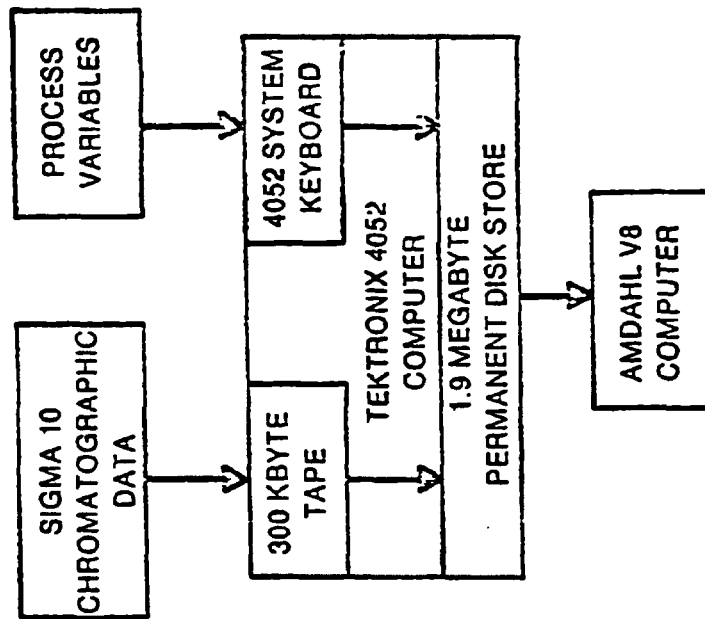 SIGMA 10
CHROMATOGRAPHIC
DATA
PROCESS
VARIABLES
300 KBYTE
TAPE
4052 SYSTEM
KEYBOARD
TEKTRONIX 4052
COMPUTER
1.9 MEGABYTE
PERMANENT DISK STORE
AMDAHL V8
COMPUTER